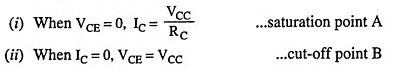 (i) When V_CE = 0, I_C = V_CC / R_C ...saturation point A
(ii) When I_C = 0, V_CE = V_CC ...cut-off point B